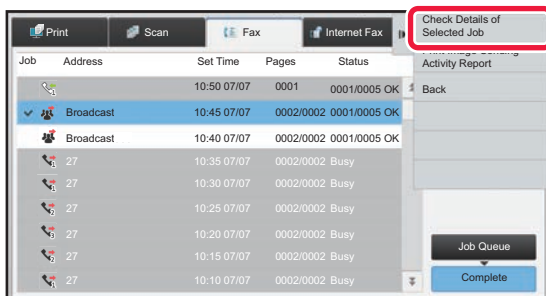 Print Scan Fax Internet Fax
Check Details of
Selected Job
Print Image Sending
Activity Report
Back
Job Address Set Time Pages Status
10:50 07/07 0001 0001/0005 OK
Broadcast 10:45 07/07 0002/0002 0001/0005 OK
Broadcast 10:40 07/07 0002/0002 0001/0005 OK
27 10:35 07/07 0002/0002 Busy
27 10:30 07/07 0002/0002 Busy
27 10:25 07/07 0002/0002 Busy
27 10:20 07/07 0002/0002 Busy
27 10:15 07/07 0002/0002 Busy
27 10:10 07/07 0002/0002 Busy
Job Queue
Complete